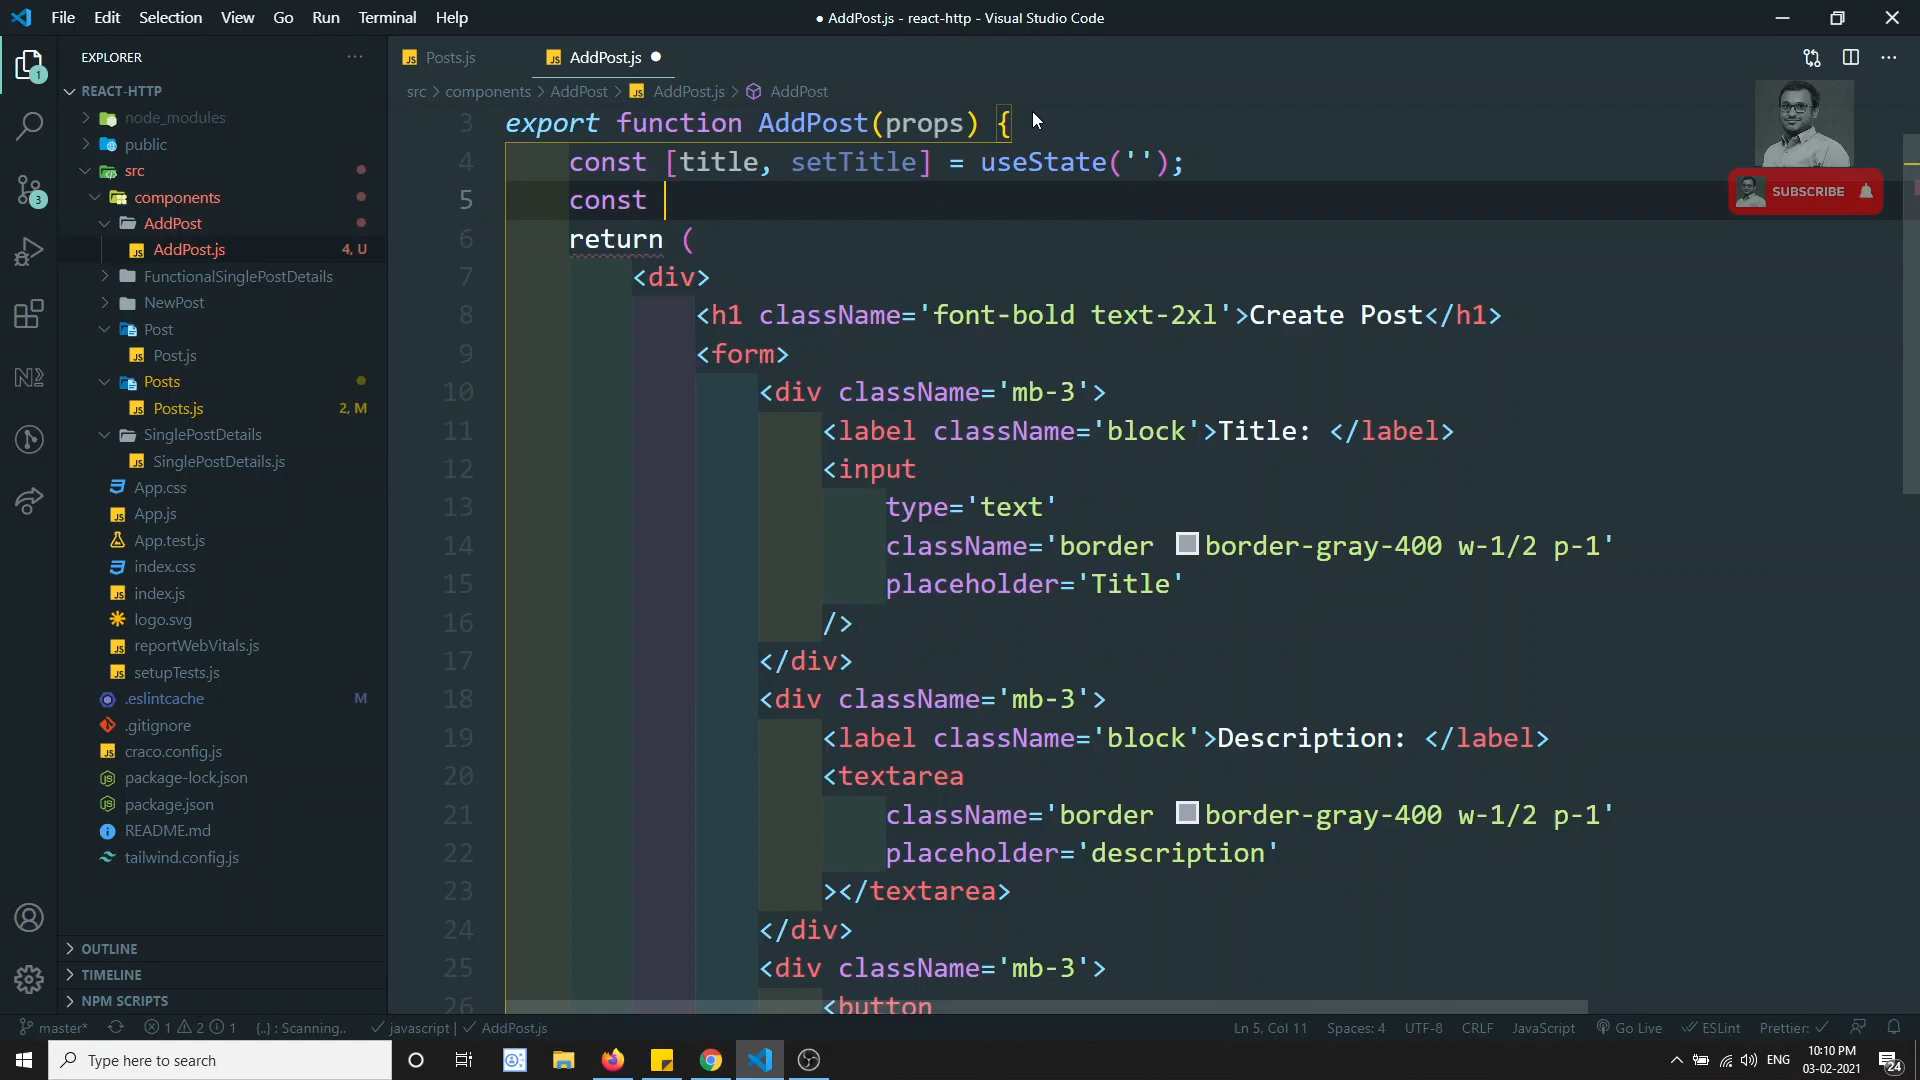 File Edit Selection View Go Run Terminal Help
● AddPost.js - react-http - Visual Studio Code
EXPLORER
REACT-HTTP
node_modules
public
src
components
AddPost
AddPost.js 4, U
FunctionalSinglePostDetails
NewPost
Post
Post.js
Posts
Posts.js 2, M
SinglePostDetails
SinglePostDetails.js
App.css
App.js
App.test.js
index.css
index.js
logo.svg
reportWebVitals.js
setupTests.js
.eslintcache M
.gitignore
craco.config.js
package-lock.json
package.json
README.md
tailwind.config.js
OUTLINE
TIMELINE
NPM SCRIPTS
1
3
Posts.js AddPost.js
src > components > AddPost > AddPost.js > AddPost
3 export function AddPost(props) {
4 const [title, setTitle] = useState('');
5 const
6 return (
7 <div>
8 <h1 className='font-bold text-2xl'>Create Post</h1>
9 <form>
10 <div className='mb-3'>
11 <label className='block'>Title: </label>
12 <input
13 type='text'
14 className='border border-gray-400 w-1/2 p-1'
15 placeholder='Title'
16 />
17 </div>
18 <div className='mb-3'>
19 <label className='block'>Description: </label>
20 <textarea
21 className='border border-gray-400 w-1/2 p-1'
22 placeholder='description'
23 ></textarea>
24 </div>
25 <div className='mb-3'>
26 <button
SUBSCRIBE
master* 1 2 1 {..} : Scanning.. javascript | AddPost.js
Ln 5, Col 11 Spaces: 4 UTF-8 CRLF JavaScript Go Live ESLint Prettier:
Type here to search
ENG
10:10 PM
03-02-2021
24